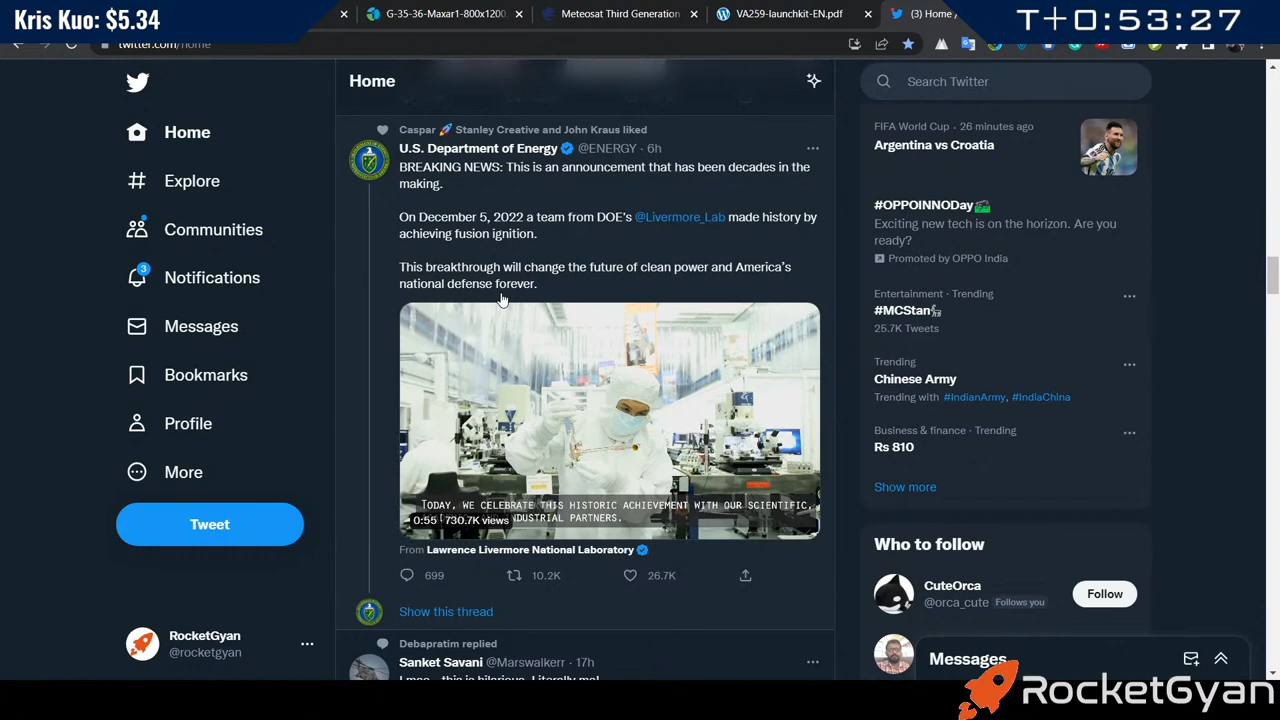 Kris Kuo: $5.34
G-35-36-Maxar1-800x1200
Meteosat Third Generation
VA259-launchkit-EN.pdf
(3) Home /
T+0:53:27
twitter.com/home
Home
Explore
Communities
3
Notifications
Messages
Bookmarks
Profile
More
Tweet
RocketGyan
@rocketgyan
Home
Caspar 🚀 Stanley Creative and John Kraus liked
U.S. Department of Energy @ENERGY · 6h
BREAKING NEWS: This is an announcement that has been decades in the
making.
On December 5, 2022 a team from DOE's @Livermore_Lab made history by
achieving fusion ignition.
This breakthrough will change the future of clean power and America's
national defense forever.
TODAY, WE CELEBRATE THIS HISTORIC ACHIEVEMENT WITH OUR SCIENTIFIC,
0:55 730.7K views
INDUSTRIAL PARTNERS.
From Lawrence Livermore National Laboratory
699 10.2K 26.7K
Show this thread
Debapratim replied
Sanket Savani @Marswalkerr · 17h
Search Twitter
FIFA World Cup · 26 minutes ago
Argentina vs Croatia
#OPPOINNODay
Exciting new tech is on the horizon. Are you
ready?
Promoted by OPPO India
Entertainment · Trending
#MCStan
25.7K Tweets
Trending
Chinese Army
Trending with #IndianArmy, #IndiaChina
Business & finance · Trending
Rs 810
Show more
Who to follow
CuteOrca
@orca_cute Follows you
Follow
Messages
RocketGyan